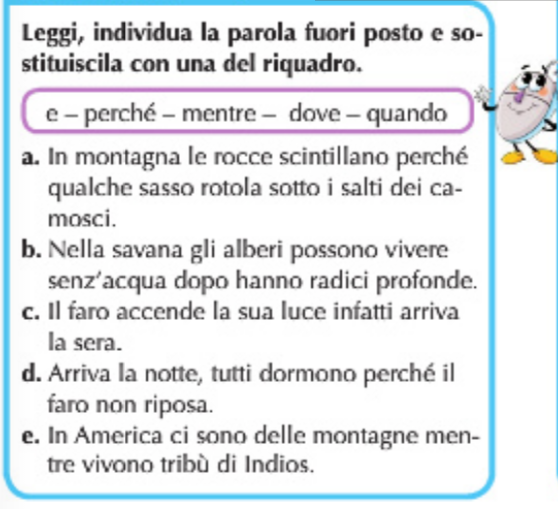 Leggi, individua la parola fuori posto e so-
stituiscila con una del riquadro.
e – perché – mentre – dove – quando
a. In montagna le rocce scintillano perché
qualche sasso rotola sotto i salti dei ca-
mosci.
b. Nella savana gli alberi possono vivere
senz'acqua dopo hanno radici profonde.
c. Il faro accende la sua luce infatti arriva
la sera.
d. Arriva la notte, tutti dormono perché il
faro non riposa.
e. In America ci sono delle montagne men-
tre vivono tribù di Indios.